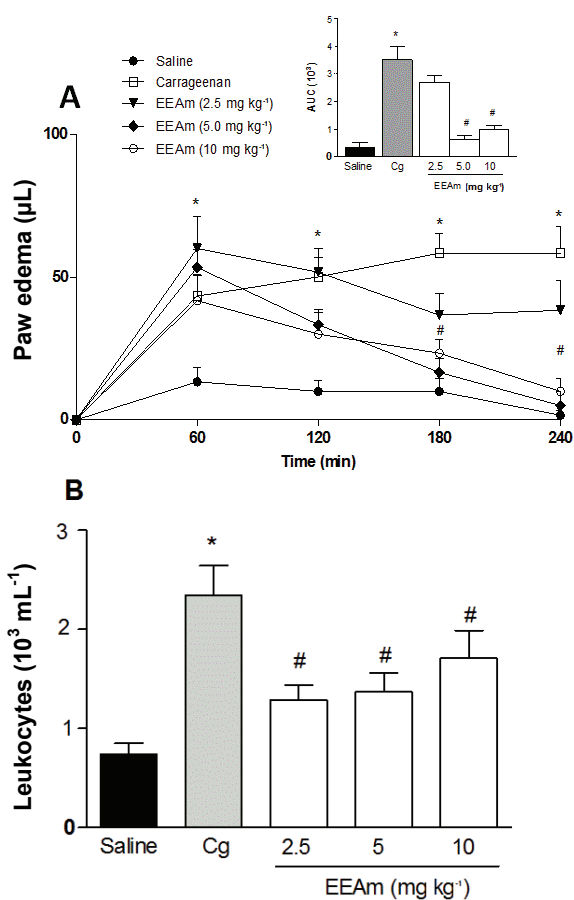 A
Saline
Carrageenan
EEAm (2.5 mg kg⁻¹)
EEAm (5.0 mg kg⁻¹)
EEAm (10 mg kg⁻¹)
AUC (10³)
5
4
3
2
1
0
*
#
#
Saline Cg 2.5 5.0 10
EEAm (mg kg⁻¹)
Paw edema (µL)
100
50
0
* * * *
# #
0 60 120 180 240
Time (min)
B
Leukocytes (10³ mL⁻¹)
3
2
1
0
*
# # #
Saline Cg 2.5 5 10
EEAm (mg kg⁻¹)